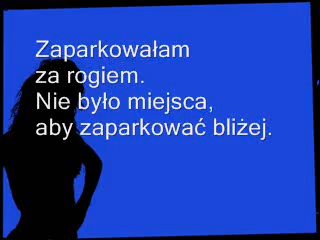 Zaparkowałam
za rogiem.
Nie było miejsca,
aby zaparkować bliżej.